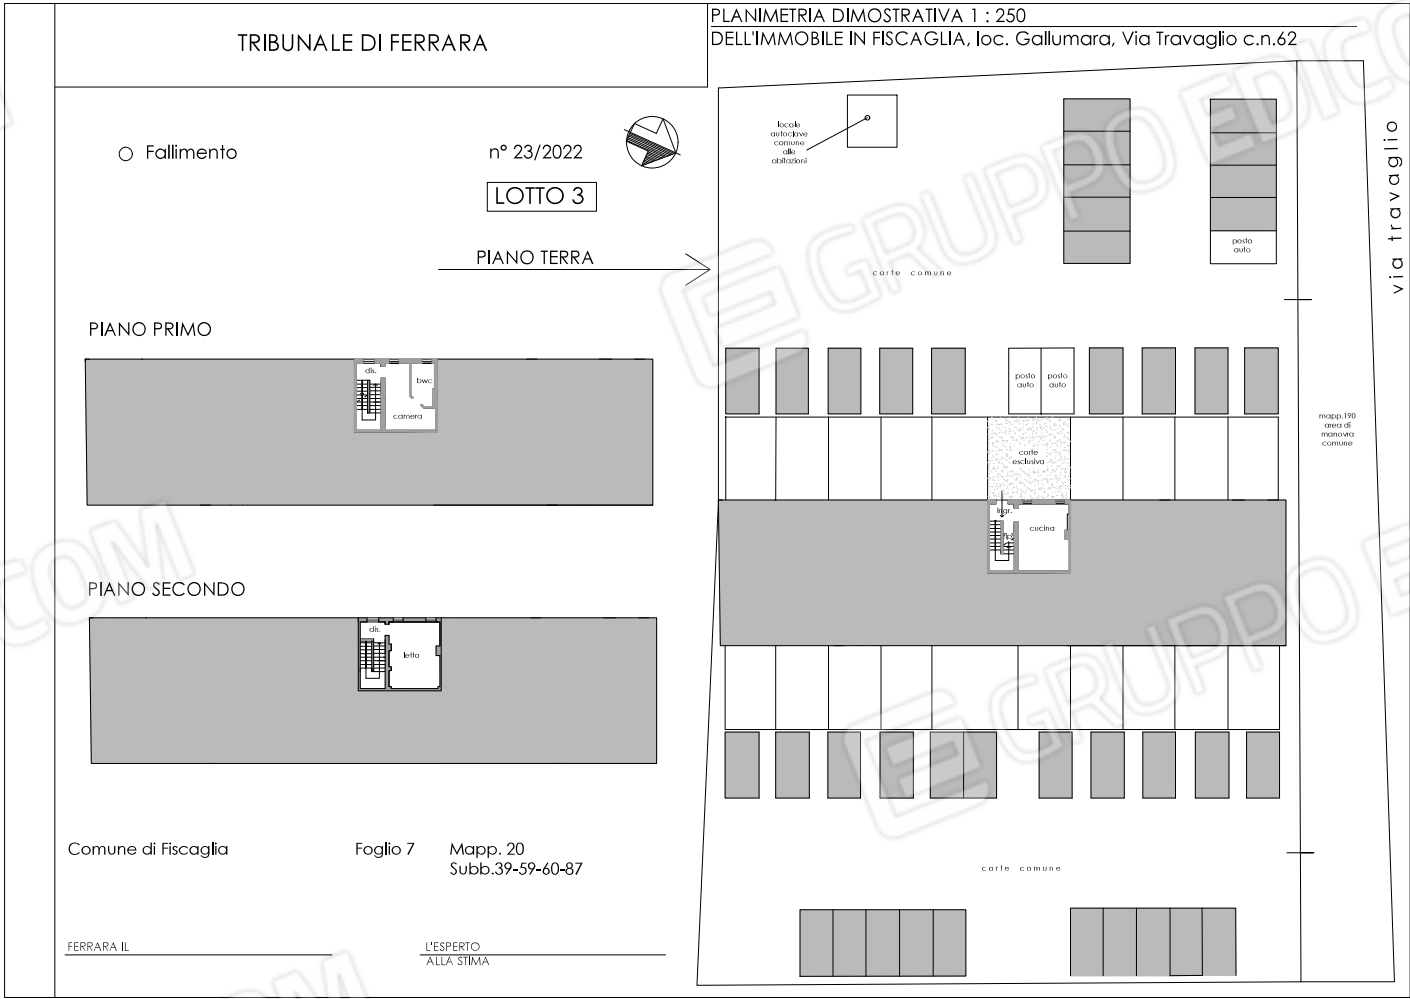 TRIBUNALE DI FERRARA
PLANIMETRIA DIMOSTRATIVA 1 : 250
DELL'IMMOBILE IN FISCAGLIA, loc. Gallumara, Via Travaglio c.n.62
Fallimento
n° 23/2022
LOTTO 3
PIANO TERRA
PIANO PRIMO
dis.
bwc
camera
PIANO SECONDO
dis.
letto
Comune di Fiscaglia
Foglio 7
Mapp. 20
Subb.39-59-60-87
FERRARA IL
L'ESPERTO
ALLA STIMA
locale
autoclave
comune
alle
abitazioni
posto
auto
corte comune
via travaglio
posto
auto
posto
auto
mapp.190
area di
manovra
comune
corte
esclusiva
ingr.
cucina
corte comune
GRUPPO EDICOM
GRUPPO EDICOM